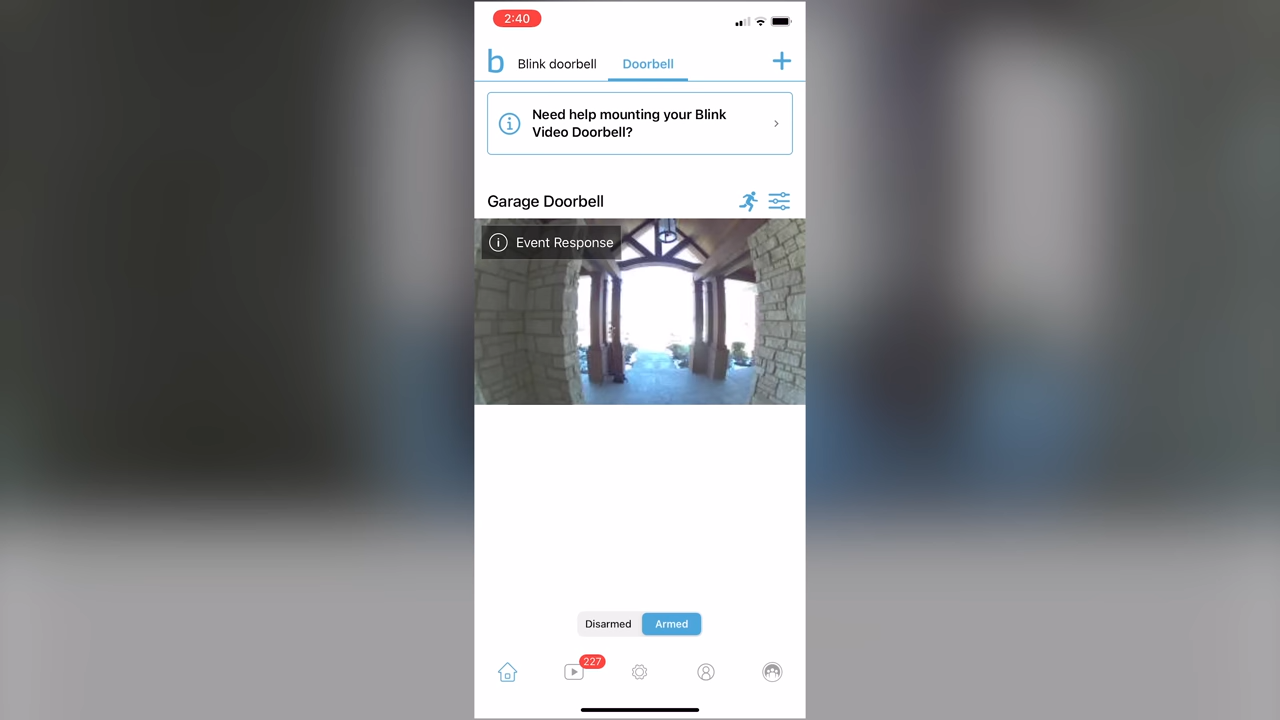 2:40
b Blink doorbell Doorbell +
Need help mounting your Blink
Video Doorbell?
Garage Doorbell
Event Response
Disarmed Armed
227